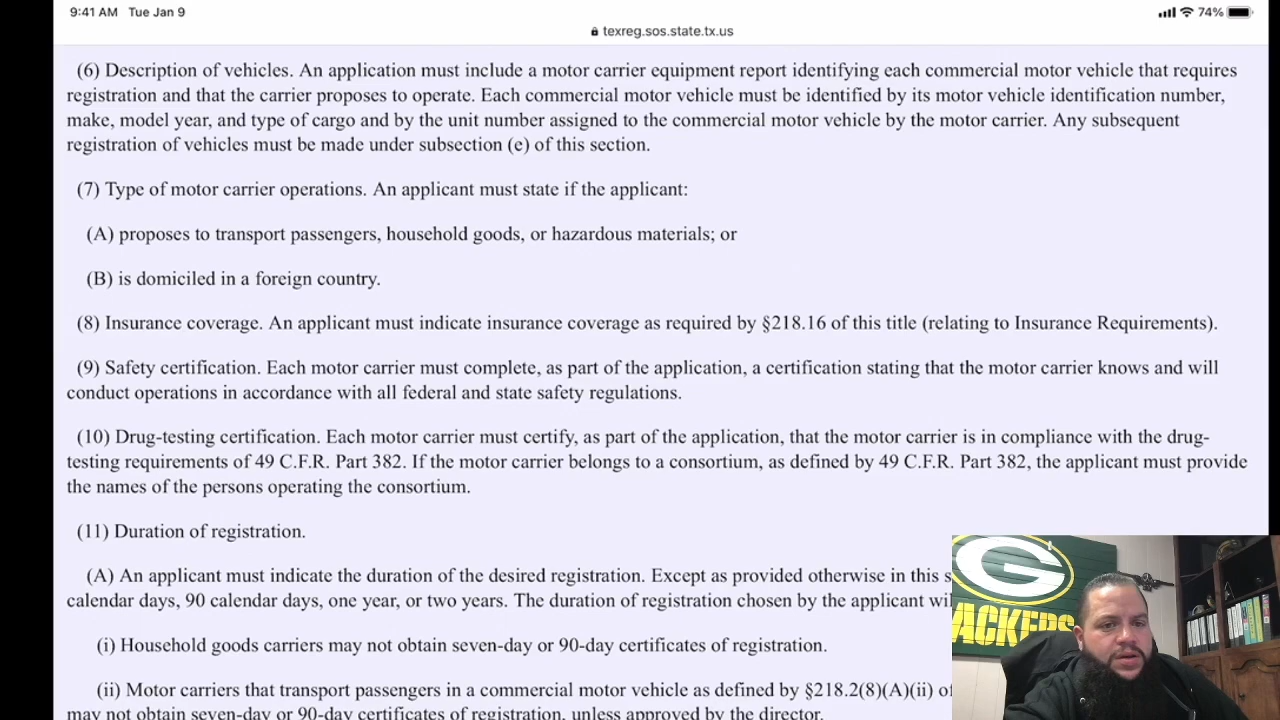 9:41 AM Tue Jan 9
74%
texreg.sos.state.tx.us
(6) Description of vehicles. An application must include a motor carrier equipment report identifying each commercial motor vehicle that requires
registration and that the carrier proposes to operate. Each commercial motor vehicle must be identified by its motor vehicle identification number,
make, model year, and type of cargo and by the unit number assigned to the commercial motor vehicle by the motor carrier. Any subsequent
registration of vehicles must be made under subsection (e) of this section.
(7) Type of motor carrier operations. An applicant must state if the applicant:
(A) proposes to transport passengers, household goods, or hazardous materials; or
(B) is domiciled in a foreign country.
(8) Insurance coverage. An applicant must indicate insurance coverage as required by §218.16 of this title (relating to Insurance Requirements).
(9) Safety certification. Each motor carrier must complete, as part of the application, a certification stating that the motor carrier knows and will
conduct operations in accordance with all federal and state safety regulations.
(10) Drug-testing certification. Each motor carrier must certify, as part of the application, that the motor carrier is in compliance with the drug-
testing requirements of 49 C.F.R. Part 382. If the motor carrier belongs to a consortium, as defined by 49 C.F.R. Part 382, the applicant must provide
the names of the persons operating the consortium.
(11) Duration of registration.
(A) An applicant must indicate the duration of the desired registration. Except as provided otherwise in this s
calendar days, 90 calendar days, one year, or two years. The duration of registration chosen by the applicant wil
(i) Household goods carriers may not obtain seven-day or 90-day certificates of registration.
(ii) Motor carriers that transport passengers in a commercial motor vehicle as defined by §218.2(8)(A)(ii) of
may not obtain seven-day or 90-day certificates of registration, unless approved by the director.
G
ACKERS